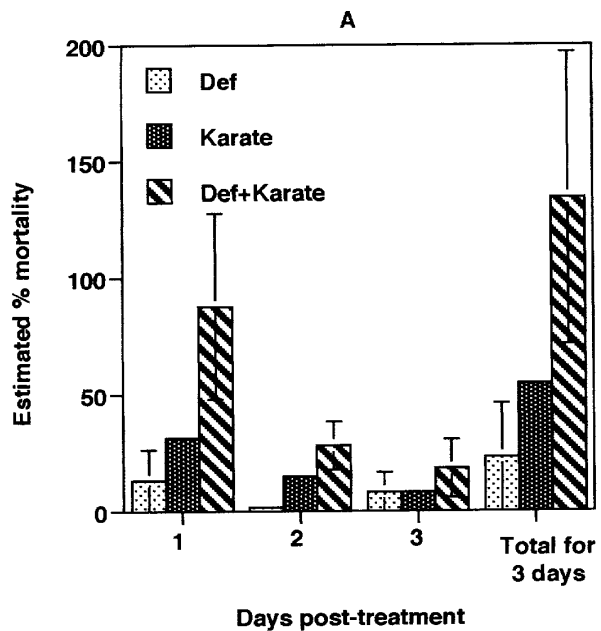 A
200
150
100
50
0
Estimated % mortality
Def
Karate
Def+Karate
1
2
3
Total for
3 days
Days post-treatment